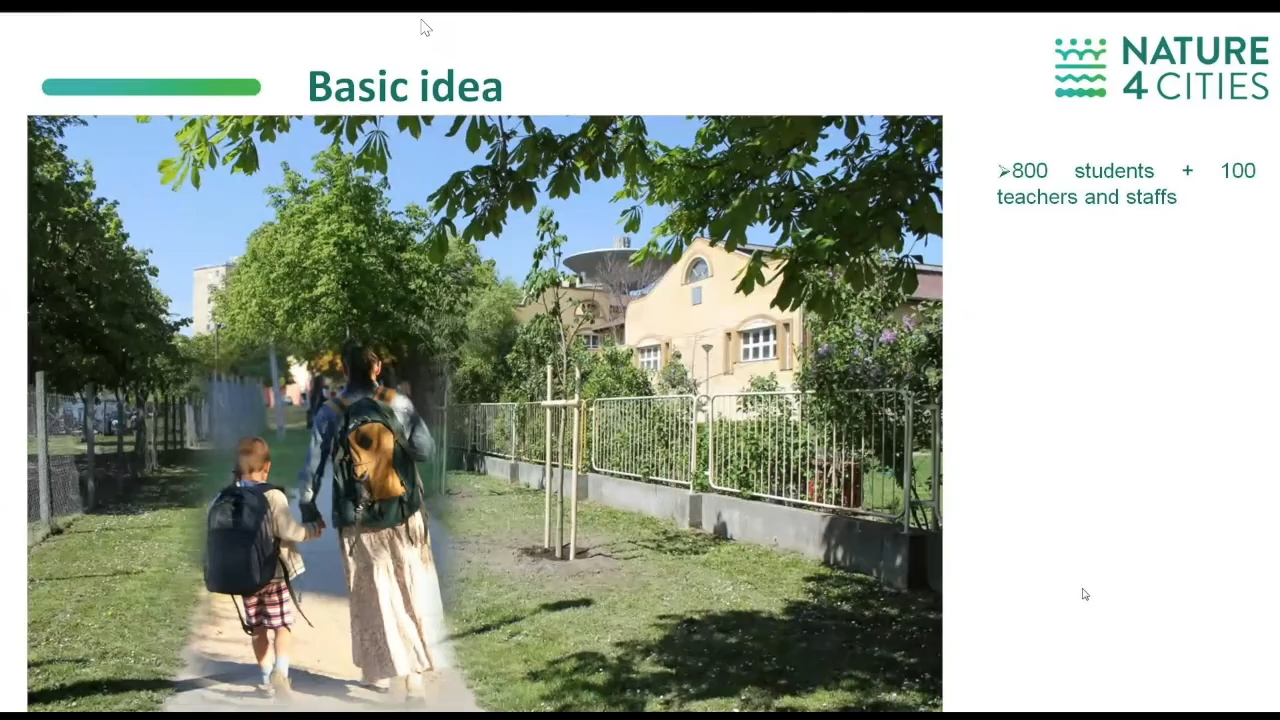 Basic idea
NATURE
4 CITIES
➢800 students + 100
teachers and staffs